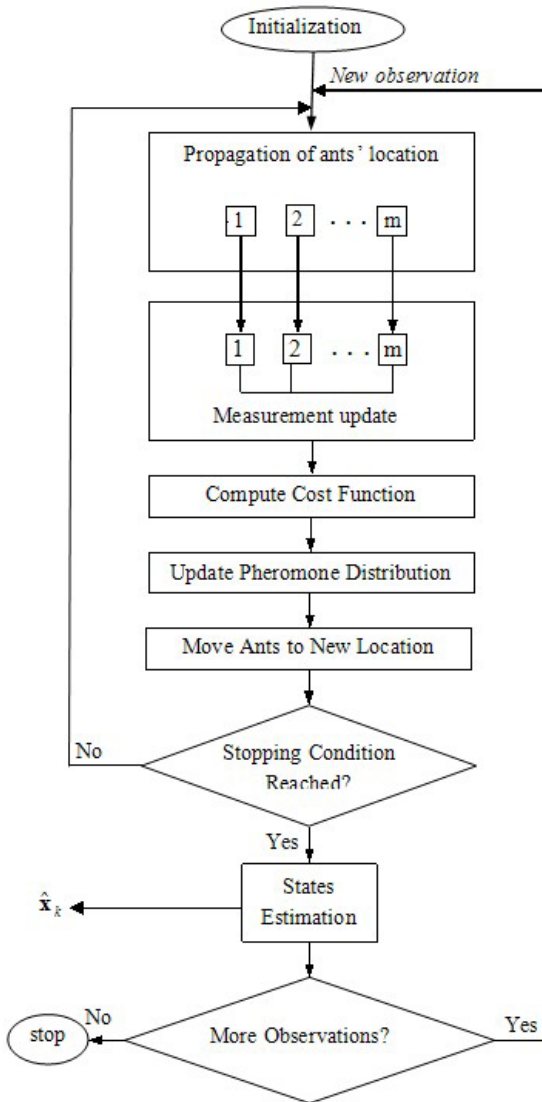 Initialization
New observation
Propagation of ants' location
1 2 . . . m
1 2 . . . m
Measurement update
Compute Cost Function
Update Pheromone Distribution
Move Ants to New Location
No
Stopping Condition
Reached?
Yes
States
Estimation
x̂ₖ
More Observations?
No
stop
Yes